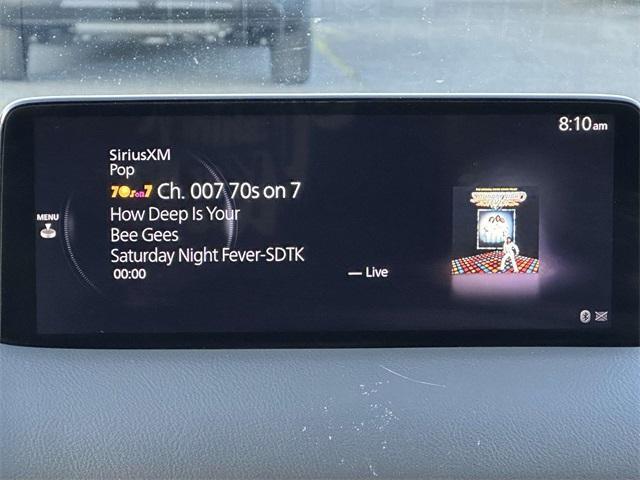 8:10am
SiriusXM
Pop
70s on 7 Ch. 007 70s on 7
MENU
How Deep Is Your
Bee Gees
Saturday Night Fever-SDTK
00:00
Live